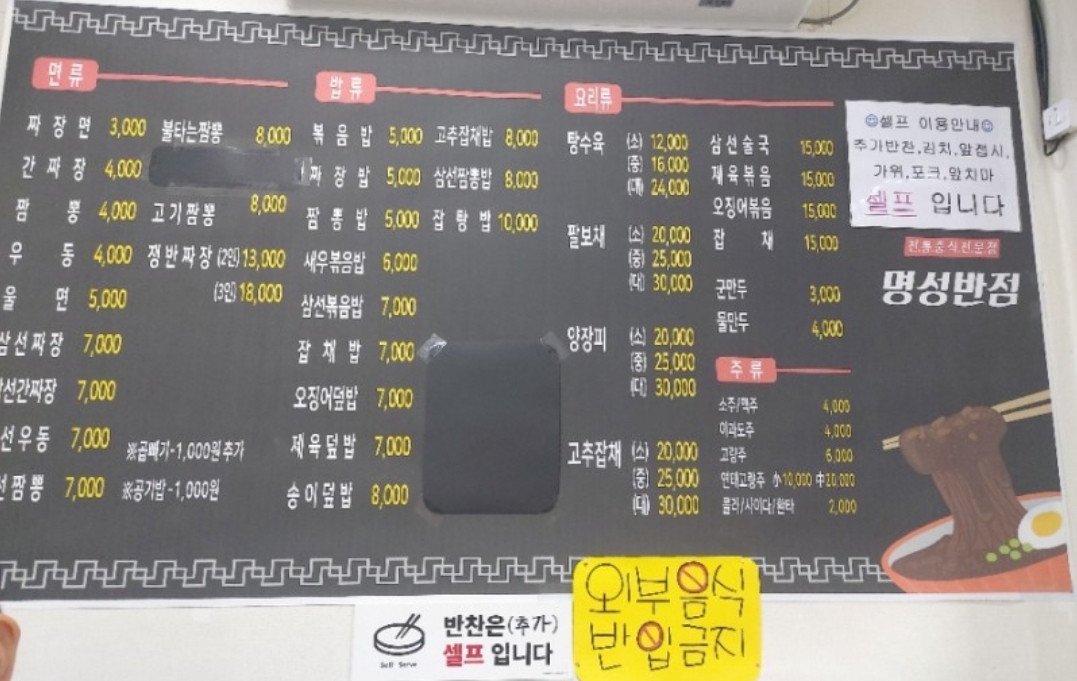 면류
짜장면 3,000
간짜장 4,000
짬뽕 4,000
우동 4,000
울면 5,000
삼선짜장 7,000
선간짜장 7,000
선우동 7,000
짬뽕 7,000
불타는짬뽕 8,000
고기짬뽕 8,000
쟁반짜장 (2인) 13,000
(3인) 18,000
※곱빼기-1,000원 추가
※공기밥-1,000원
밥류
볶음밥 5,000
짜장밥 5,000
짬뽕밥 5,000
새우볶음밥 6,000
삼선볶음밥 7,000
잡채밥 7,000
오징어덮밥 7,000
제육덮밥 7,000
송이덮밥 8,000
고추잡채밥 8,000
삼선짬뽕밥 8,000
잡탕밥 10,000
요리류
탕수육 (소) 12,000
(중) 16,000
(대) 24,000
팔보채 (소) 20,000
(중) 25,000
(대) 30,000
양장피 (소) 20,000
(중) 25,000
(대) 30,000
고추잡채 (소) 20,000
(중) 25,000
(대) 30,000
삼선술국 15,000
제육볶음 15,000
오징어볶음 15,000
잡채 15,000
군만두 3,000
물만두 4,000
주류
소주/맥주 4,000
이과도주 4,000
고량주 6,000
연태고량주 小10,000 中20,000
콜라/사이다/환타 2,000
셀프 이용안내
추가반찬,김치,앞접시,
가위,포크,앞치마
셀프 입니다
전통중식전문점
명성반점
Self Serve
반찬은(추가)
셀프 입니다
외부음식
반입금지